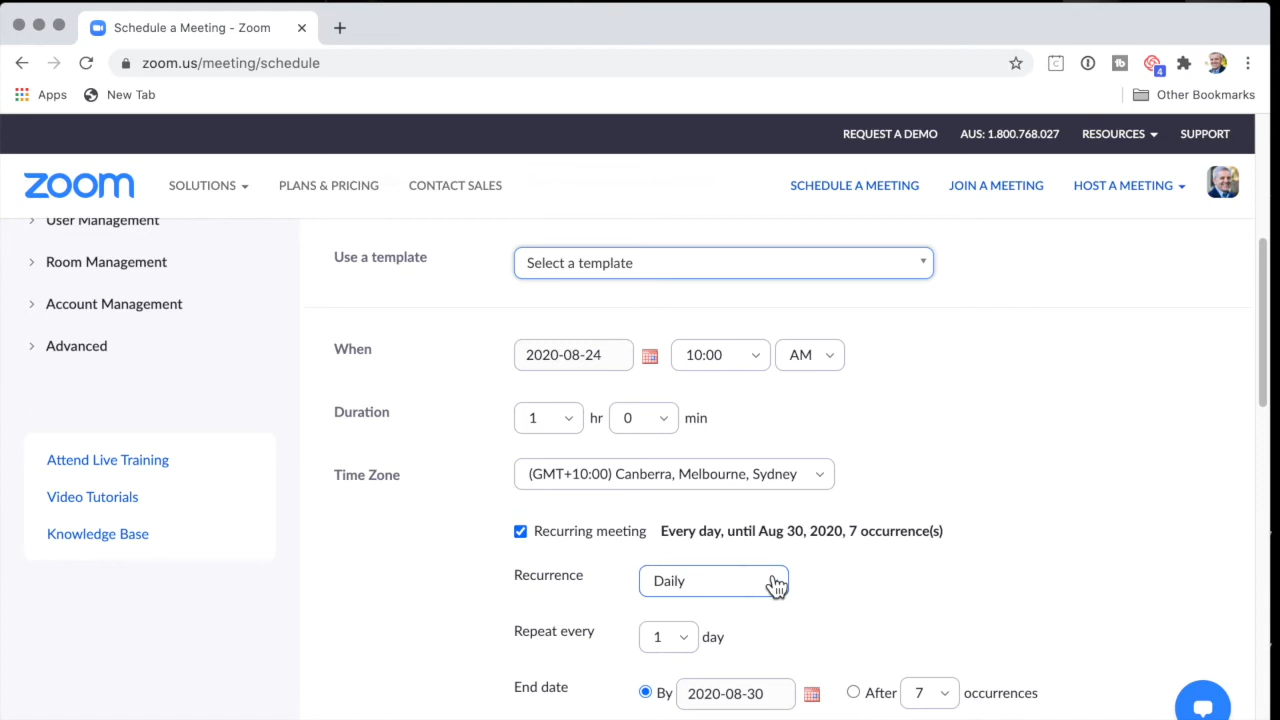 Schedule a Meeting - Zoom
zoom.us/meeting/schedule
4
Apps New Tab Other Bookmarks
REQUEST A DEMO AUS: 1.800.768.027 RESOURCES SUPPORT
zoom SOLUTIONS PLANS & PRICING CONTACT SALES SCHEDULE A MEETING JOIN A MEETING HOST A MEETING
User Management
Room Management
Account Management
Advanced
Attend Live Training
Video Tutorials
Knowledge Base
Use a template Select a template
When 2020-08-24 10:00 AM
Duration 1 hr 0 min
Time Zone (GMT+10:00) Canberra, Melbourne, Sydney
Recurring meeting Every day, until Aug 30, 2020, 7 occurrence(s)
Recurrence Daily
Repeat every 1 day
End date By 2020-08-30 After 7 occurrences